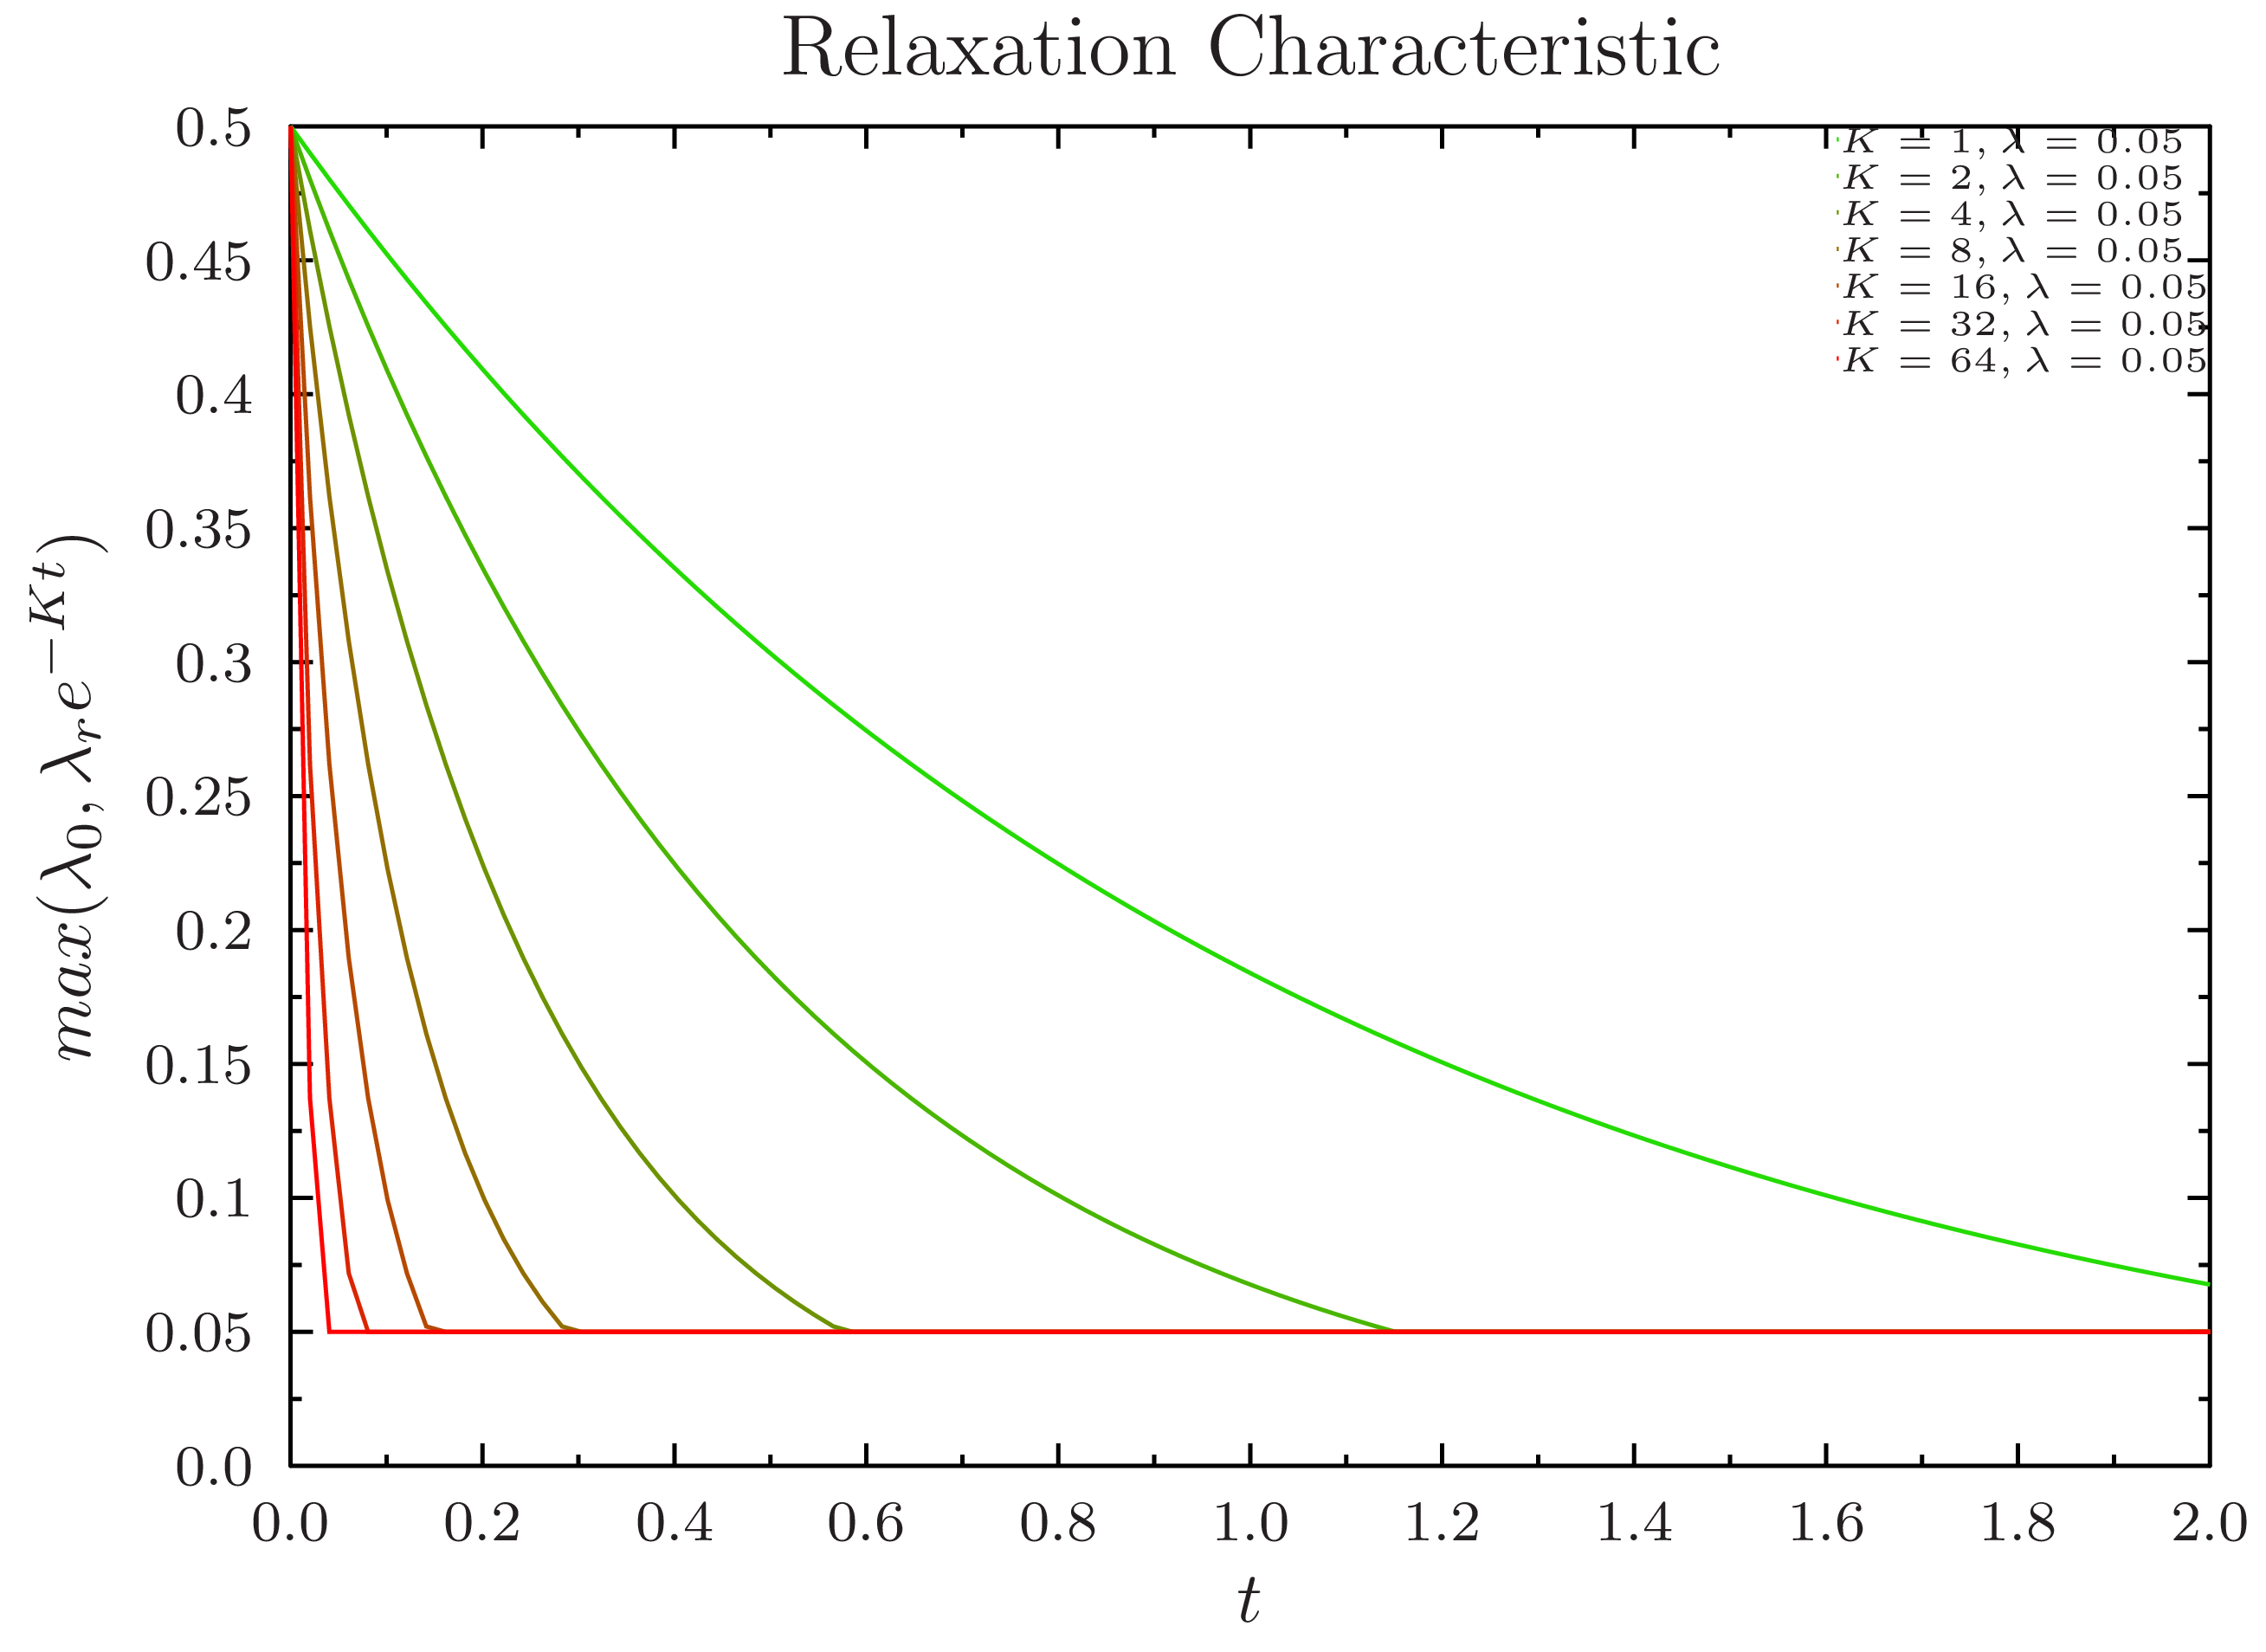 Relaxation Characteristic
K = 1, λ = 0.05
K = 2, λ = 0.05
K = 4, λ = 0.05
K = 8, λ = 0.05
K = 16, λ = 0.05
K = 32, λ = 0.05
K = 64, λ = 0.05
max(λ₀, λᵣe⁻ᴷᵗ)
0.5
0.45
0.4
0.35
0.3
0.25
0.2
0.15
0.1
0.05
0.0
0.0 0.2 0.4 0.6 0.8 1.0 1.2 1.4 1.6 1.8 2.0
t